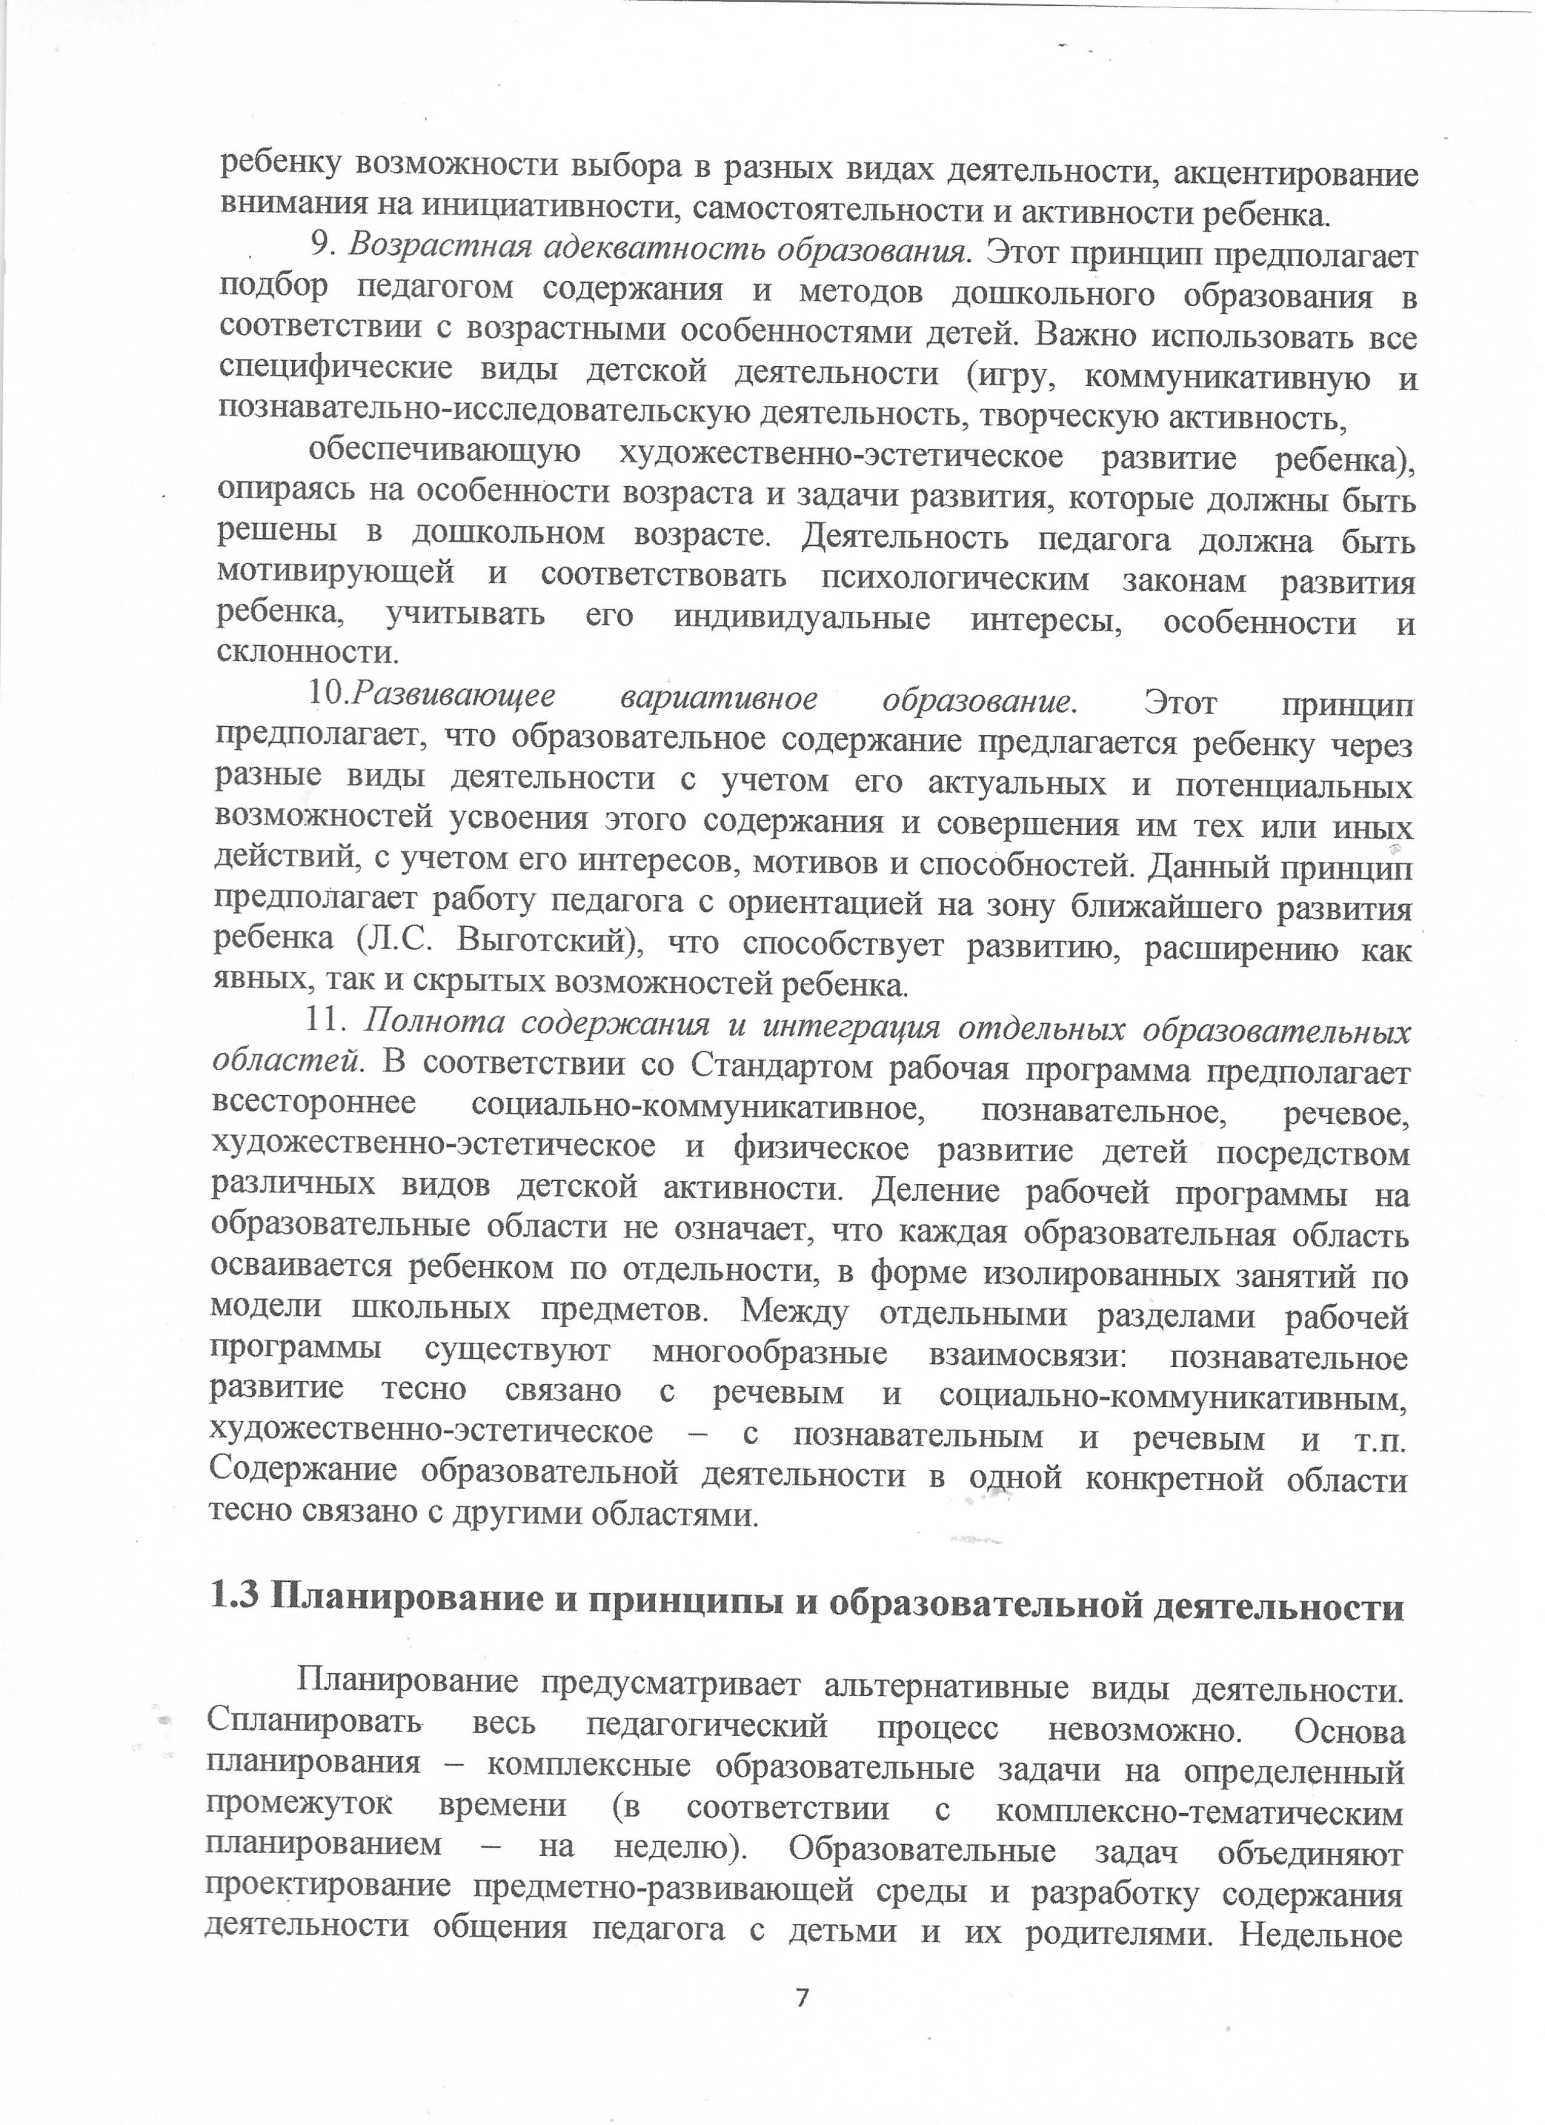 ребенку возможности выбора в разных видах деятельности, акцентирование
внимания на инициативности, самостоятельности и активности ребенка.
9. Возрастная адекватность образования. Этот принцип предполагает
подбор педагогом содержания и методов дошкольного образования в
соответствии с возрастными особенностями детей. Важно использовать все
специфические виды детской деятельности (игру, коммуникативную и
познавательно-исследовательскую деятельность, творческую активность,
обеспечивающую художественно-эстетическое развитие ребенка),
опираясь на особенности возраста и задачи развития, которые должны быть
решены в дошкольном возрасте. Деятельность педагога должна быть
мотивирующей и соответствовать психологическим законам развития
ребенка, учитывать его индивидуальные интересы, особенности и
склонности.
10.Развивающее вариативное образование. Этот принцип
предполагает, что образовательное содержание предлагается ребенку через
разные виды деятельности с учетом его актуальных и потенциальных
возможностей усвоения этого содержания и совершения им тех или иных
действий, с учетом его интересов, мотивов и способностей. Данный принцип
предполагает работу педагога с ориентацией на зону ближайшего развития
ребенка (Л.С. Выготский), что способствует развитию, расширению как
явных, так и скрытых возможностей ребенка.
11. Полнота содержания и интеграция отдельных образовательных
областей. В соответствии со Стандартом рабочая программа предполагает
всестороннее социально-коммуникативное, познавательное, речевое,
художественно-эстетическое и физическое развитие детей посредством
различных видов детской активности. Деление рабочей программы на
образовательные области не означает, что каждая образовательная область
осваивается ребенком по отдельности, в форме изолированных занятий по
модели школьных предметов. Между отдельными разделами рабочей
программы существуют многообразные взаимосвязи: познавательное
развитие тесно связано с речевым и социально-коммуникативным,
художественно-эстетическое – с познавательным и речевым и т.п.
Содержание образовательной деятельности в одной конкретной области
тесно связано с другими областями.
1.3 Планирование и принципы и образовательной деятельности
Планирование предусматривает альтернативные виды деятельности.
Спланировать весь педагогический процесс невозможно. Основа
планирования – комплексные образовательные задачи на определенный
промежуток времени (в соответствии с комплексно-тематическим
планированием – на неделю). Образовательные задач объединяют
проектирование предметно-развивающей среды и разработку содержания
деятельности общения педагога с детьми и их родителями. Недельное
7